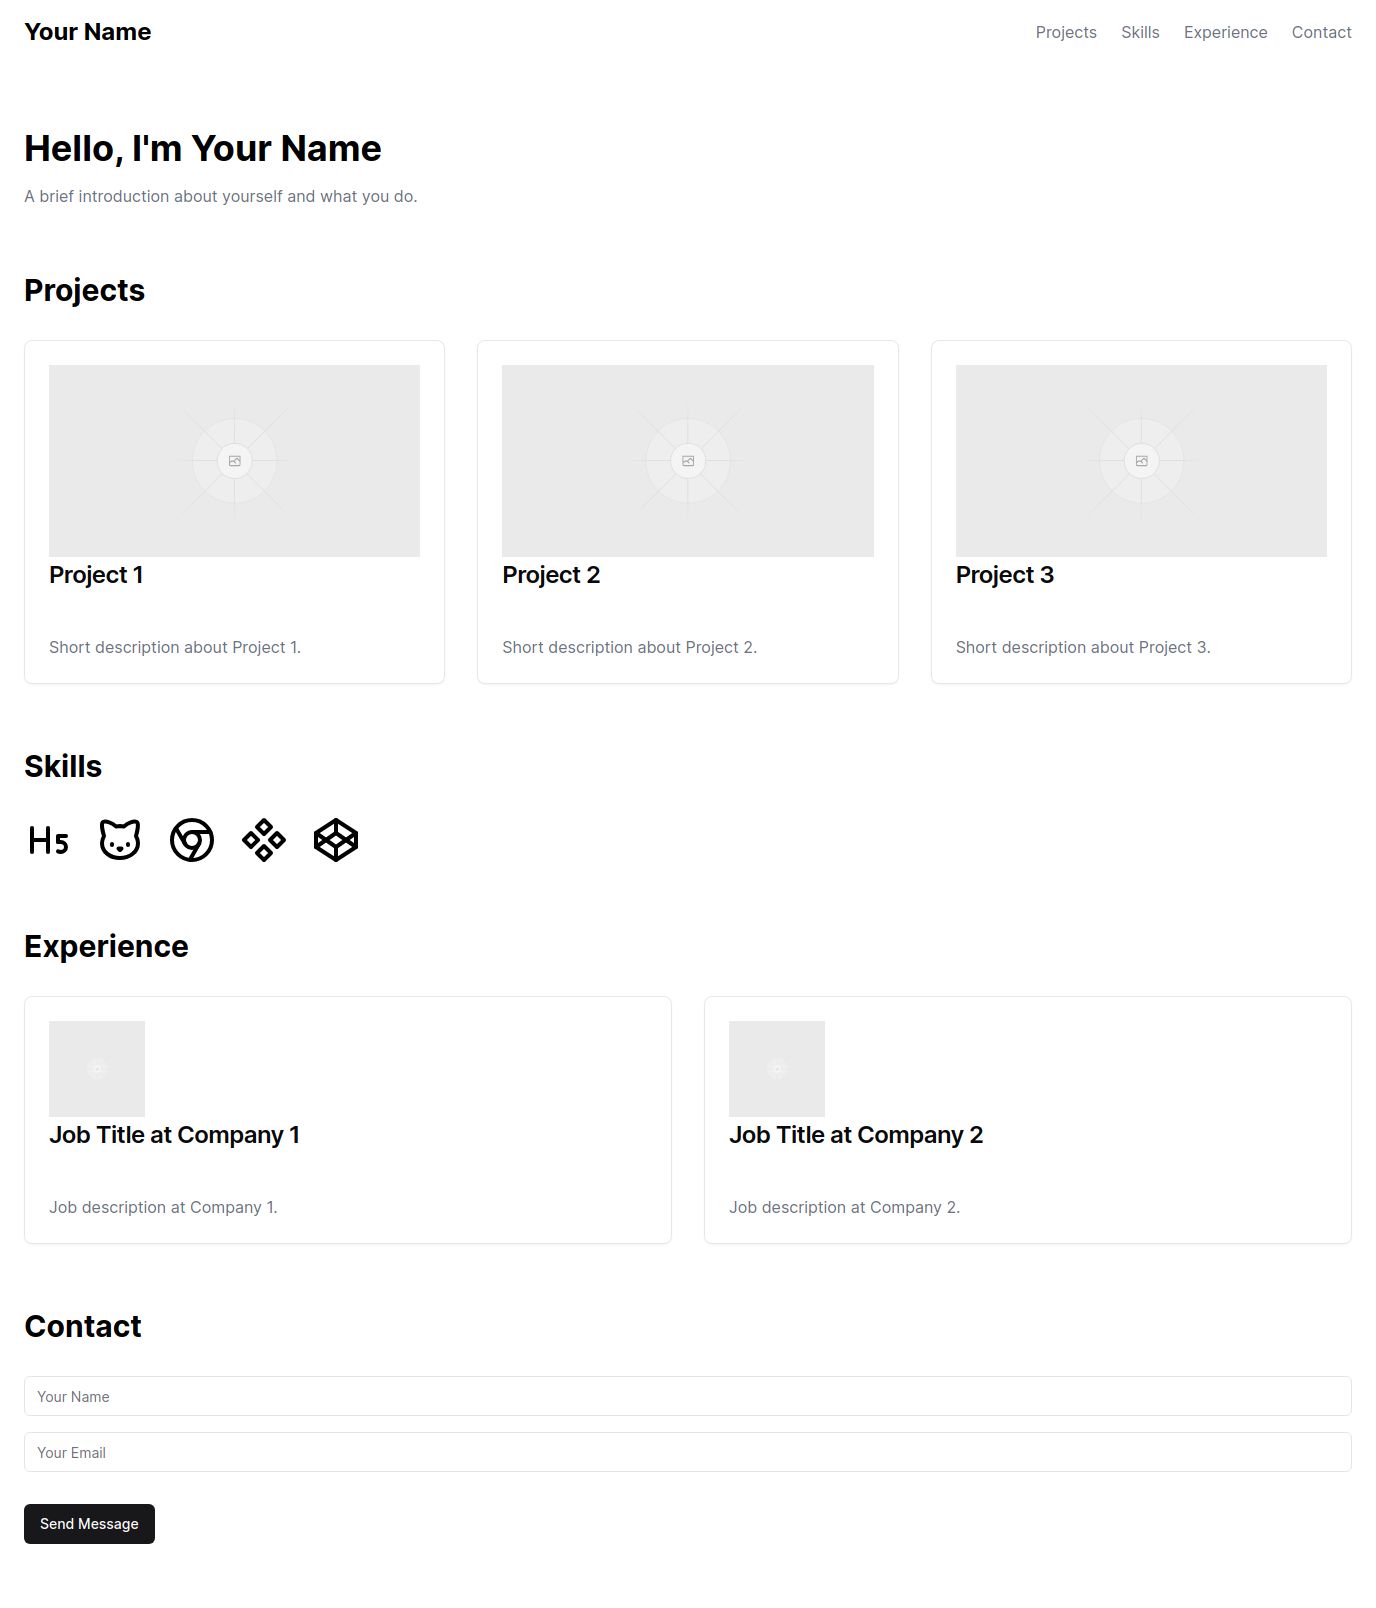 Your Name
Projects Skills Experience Contact
Hello, I'm Your Name
A brief introduction about yourself and what you do.
Projects
Project 1
Short description about Project 1.
Project 2
Short description about Project 2.
Project 3
Short description about Project 3.
Skills
H5
Experience
Job Title at Company 1
Job description at Company 1.
Job Title at Company 2
Job description at Company 2.
Contact
Your Name
Your Email
Send Message